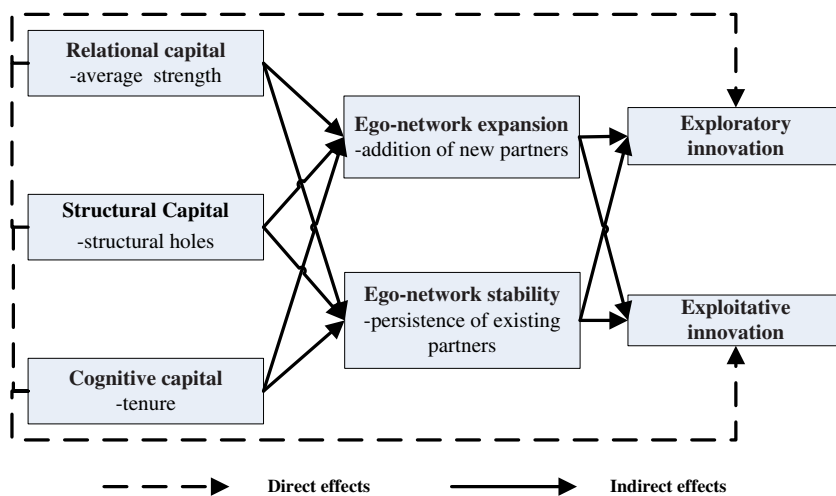 Relational capital
-average strength
Structural Capital
-structural holes
Cognitive capital
-tenure
Ego-network expansion
-addition of new partners
Ego-network stability
-persistence of existing
partners
Exploratory
innovation
Exploitative
innovation
Direct effects
Indirect effects